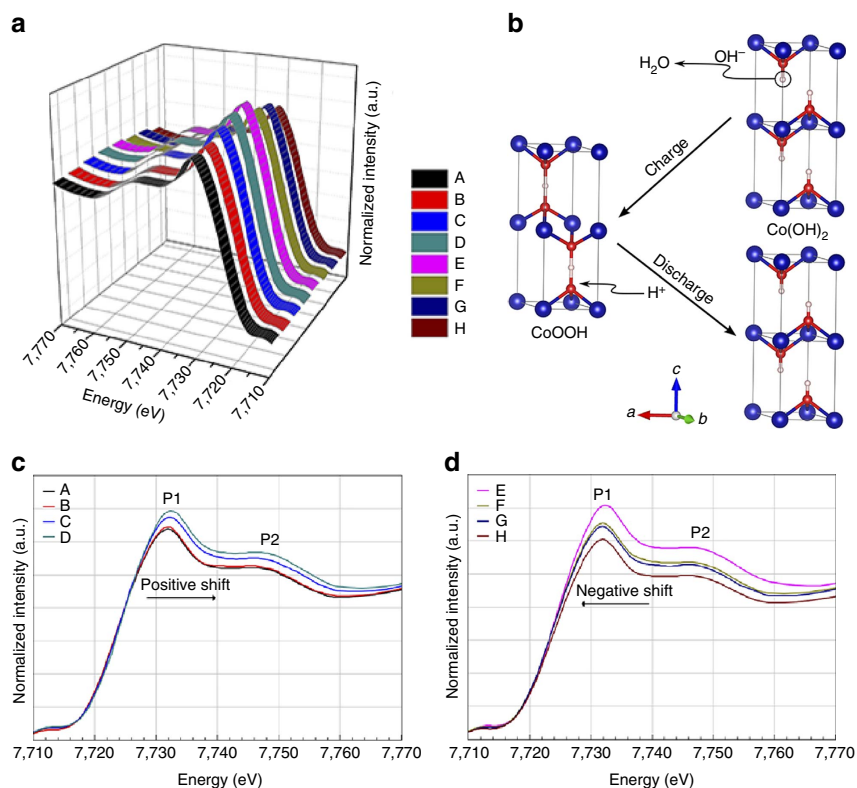 a
Normalized intensity (a.u.)
7,770
7,760
7,750
7,740
7,730
7,720
7,710
Energy (eV)
A
B
C
D
E
F
G
H
b
H₂O
OH⁻
Charge
Co(OH)₂
Discharge
H⁺
CoOOH
c
a
b
c
Normalized intensity (a.u.)
A
B
C
D
P1
P2
Positive shift
7,710 7,720 7,730 7,740 7,750 7,760 7,770
Energy (eV)
d
Normalized intensity (a.u.)
E
F
G
H
P1
P2
Negative shift
7,710 7,720 7,730 7,740 7,750 7,760 7,770
Energy (eV)